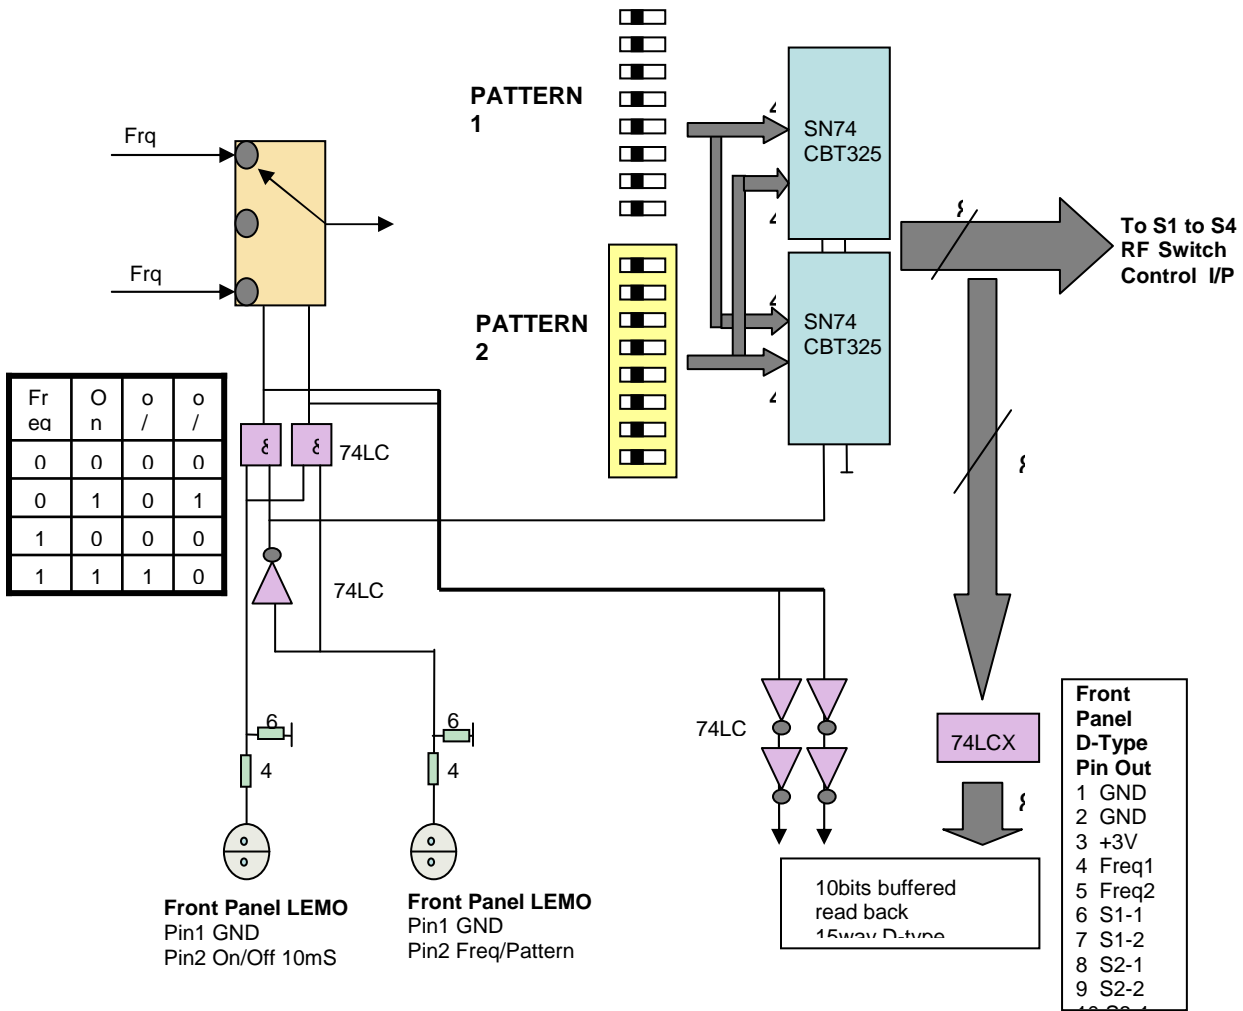 PATTERN
1
SN74
CBT325
Frq
To S1 to S4
RF Switch
Control I/P
Frq
PATTERN
2
SN74
CBT325
Fr
eq
O
n
o
/
o
/
0 0 0 0
0 1 0 1
1 0 0 0
1 1 1 0
74LC
74LC
6
4
6
4
74LC
74LCX
Front Panel LEMO
Pin1 GND
Pin2 On/Off 10mS
Front Panel LEMO
Pin1 GND
Pin2 Freq/Pattern
10bits buffered
read back
15way D-type
Front
Panel
D-Type
Pin Out
1 GND
2 GND
3 +3V
4 Freq1
5 Freq2
6 S1-1
7 S1-2
8 S2-1
9 S2-2